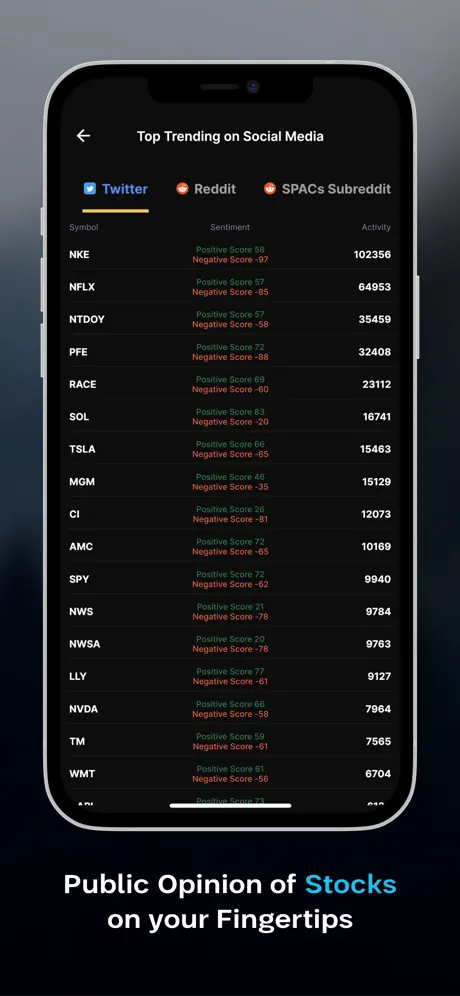 Top Trending on Social Media
Twitter Reddit SPACs Subreddit
Symbol Sentiment Activity
NKE Positive Score 58 Negative Score -97 102356
NFLX Positive Score 57 Negative Score -85 64953
NTDOY Positive Score 57 Negative Score -58 35459
PFE Positive Score 72 Negative Score -88 32408
RACE Positive Score 69 Negative Score -60 23112
SOL Positive Score 83 Negative Score -20 16741
TSLA Positive Score 66 Negative Score -65 15463
MGM Positive Score 46 Negative Score -35 15129
CI Positive Score 26 Negative Score -81 12073
AMC Positive Score 72 Negative Score -65 10169
SPY Positive Score 72 Negative Score -62 9940
NWS Positive Score 21 Negative Score -78 9784
NWSA Positive Score 20 Negative Score -78 9763
LLY Positive Score 77 Negative Score -61 9127
NVDA Positive Score 66 Negative Score -58 7964
TM Positive Score 59 Negative Score -61 7565
WMT Positive Score 61 Negative Score -56 6704
Positive Score 73
Public Opinion of Stocks
on your Fingertips